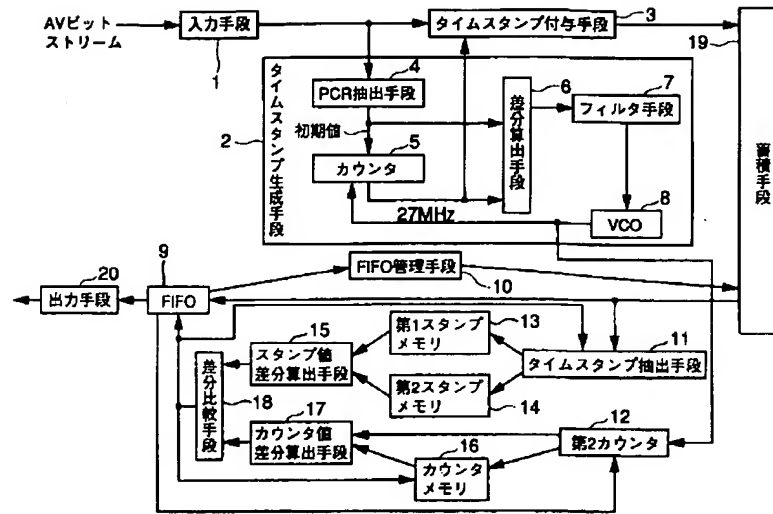 AVビット
ストリーム
入力手段
1
タイムスタンプ付与手段
3
19
タイムスタンプ生成手段
2
4
PCR抽出手段
初期値
5
カウンタ
27MHz
6
差分算出手段
7
フィルタ手段
8
VCO
蓄積手段
20
出力手段
9
FIFO
FIFO管理手段
10
15
スタンプ値
差分算出手段
第1スタンプ
メモリ
13
第2スタンプ
メモリ
14
11
タイムスタンプ抽出手段
差分比較手段
18
17
カウンタ値
差分算出手段
16
カウンタ
メモリ
12
第2カウンタ